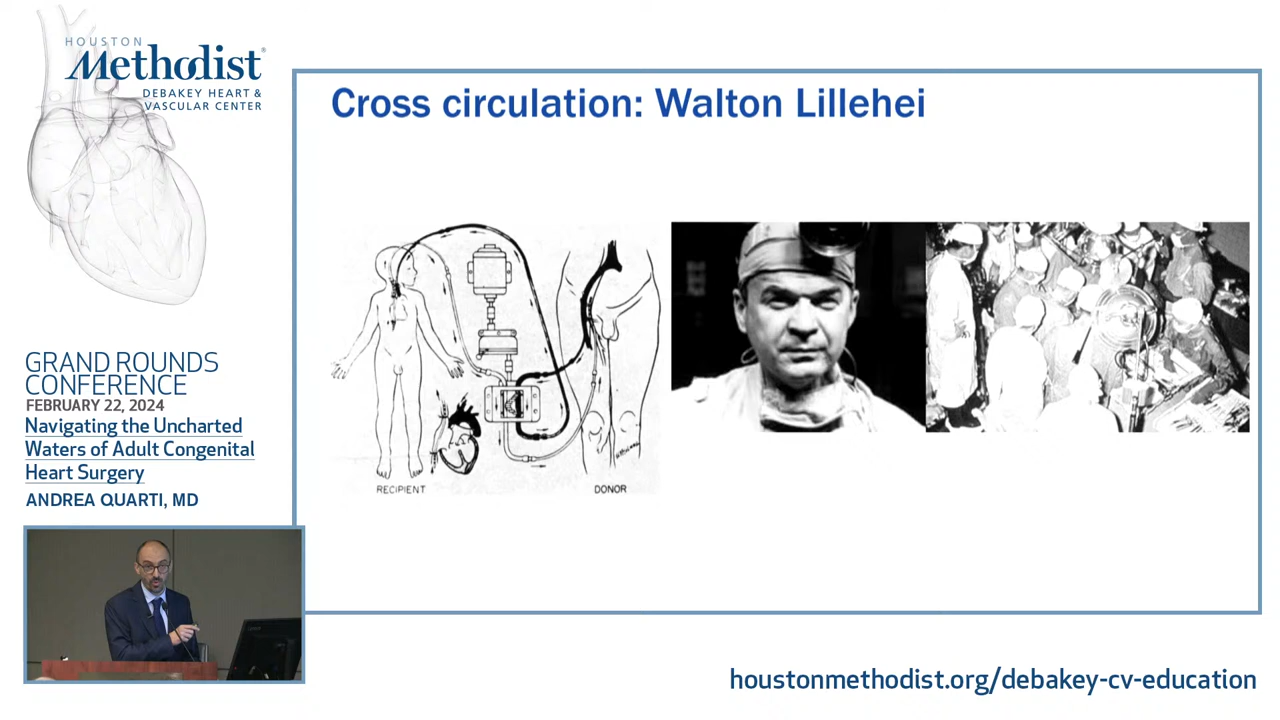 HOUSTON
Methodist®
DEBAKEY HEART &
VASCULAR CENTER
Cross circulation: Walton Lillehei
RECIPIENT
DONOR
GRAND ROUNDS
CONFERENCE
FEBRUARY 22, 2024
Navigating the Uncharted
Waters of Adult Congenital
Heart Surgery
ANDREA QUARTI, MD
houstonmethodist.org/debakey-cv-education